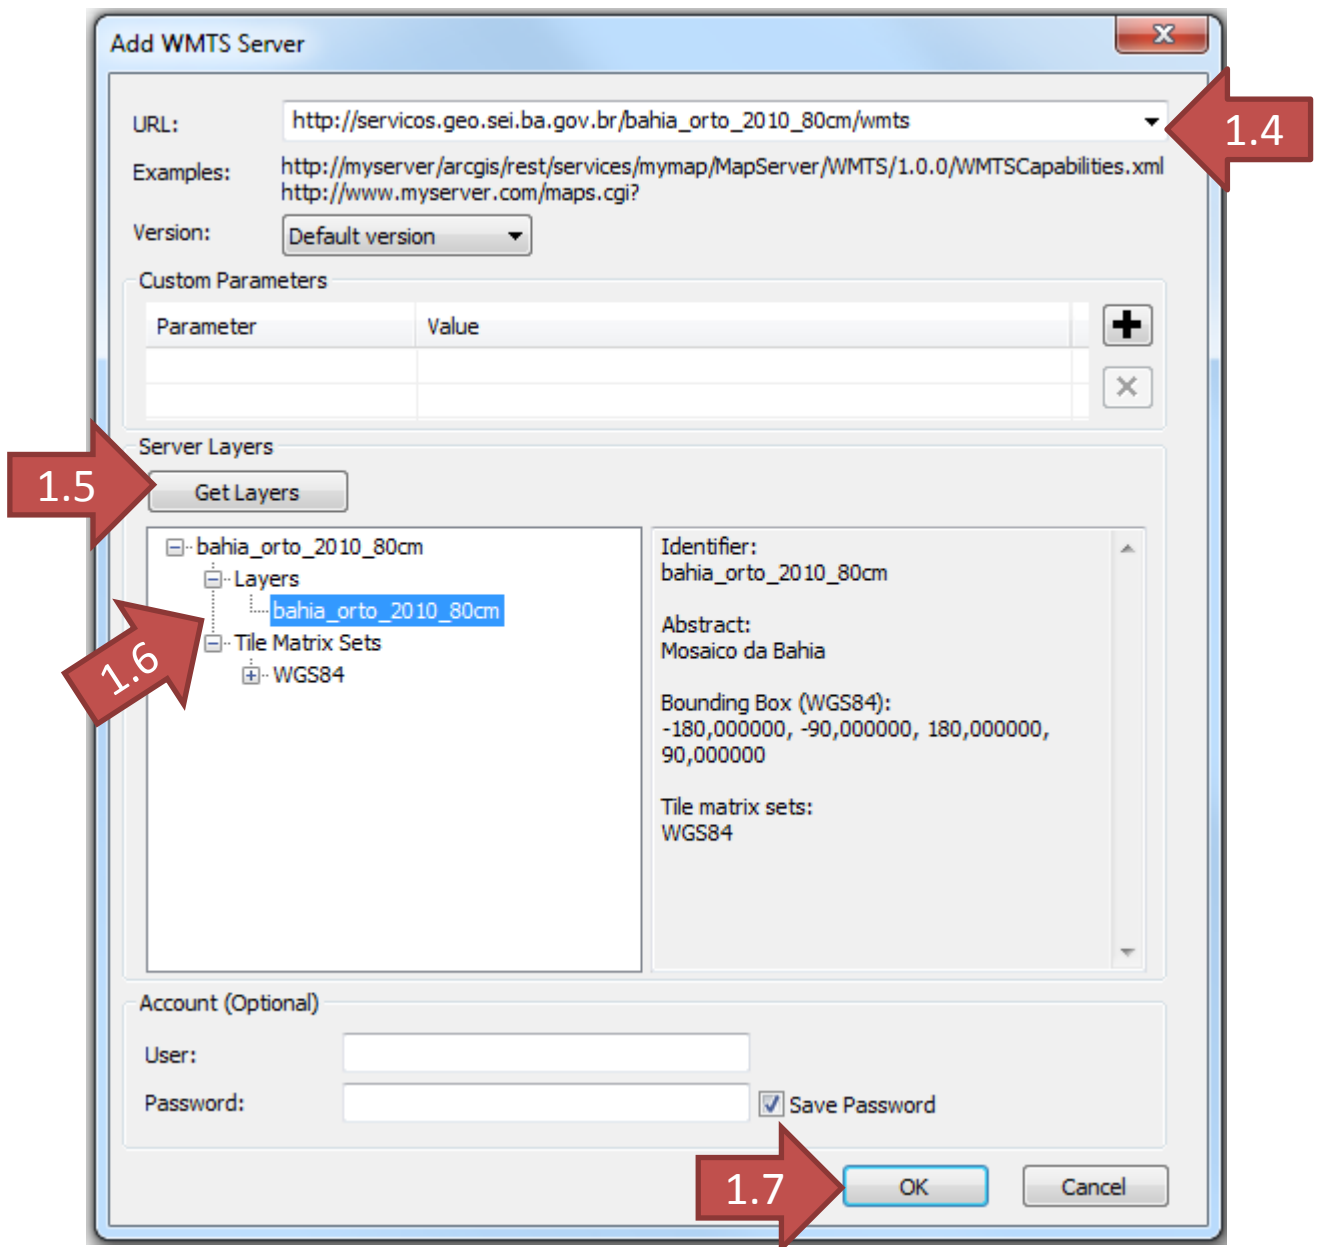 Add WMTS Server
URL:
http://servicos.geo.sei.ba.gov.br/bahia_orto_2010_80cm/wmts
1.4
Examples:
http://myserver/arcgis/rest/services/mymap/MapServer/WMTS/1.0.0/WMTSCapabilities.xml
http://www.myserver.com/maps.cgi?
Version:
Default version
Custom Parameters
Parameter
Value
Server Layers
1.5
Get Layers
bahia_orto_2010_80cm
Layers
bahia_orto_2010_80cm
1.6
Tile Matrix Sets
WGS84
Identifier:
bahia_orto_2010_80cm
Abstract:
Mosaico da Bahia
Bounding Box (WGS84):
-180,000000, -90,000000, 180,000000,
90,000000
Tile matrix sets:
WGS84
Account (Optional)
User:
Password:
Save Password
1.7
OK
Cancel